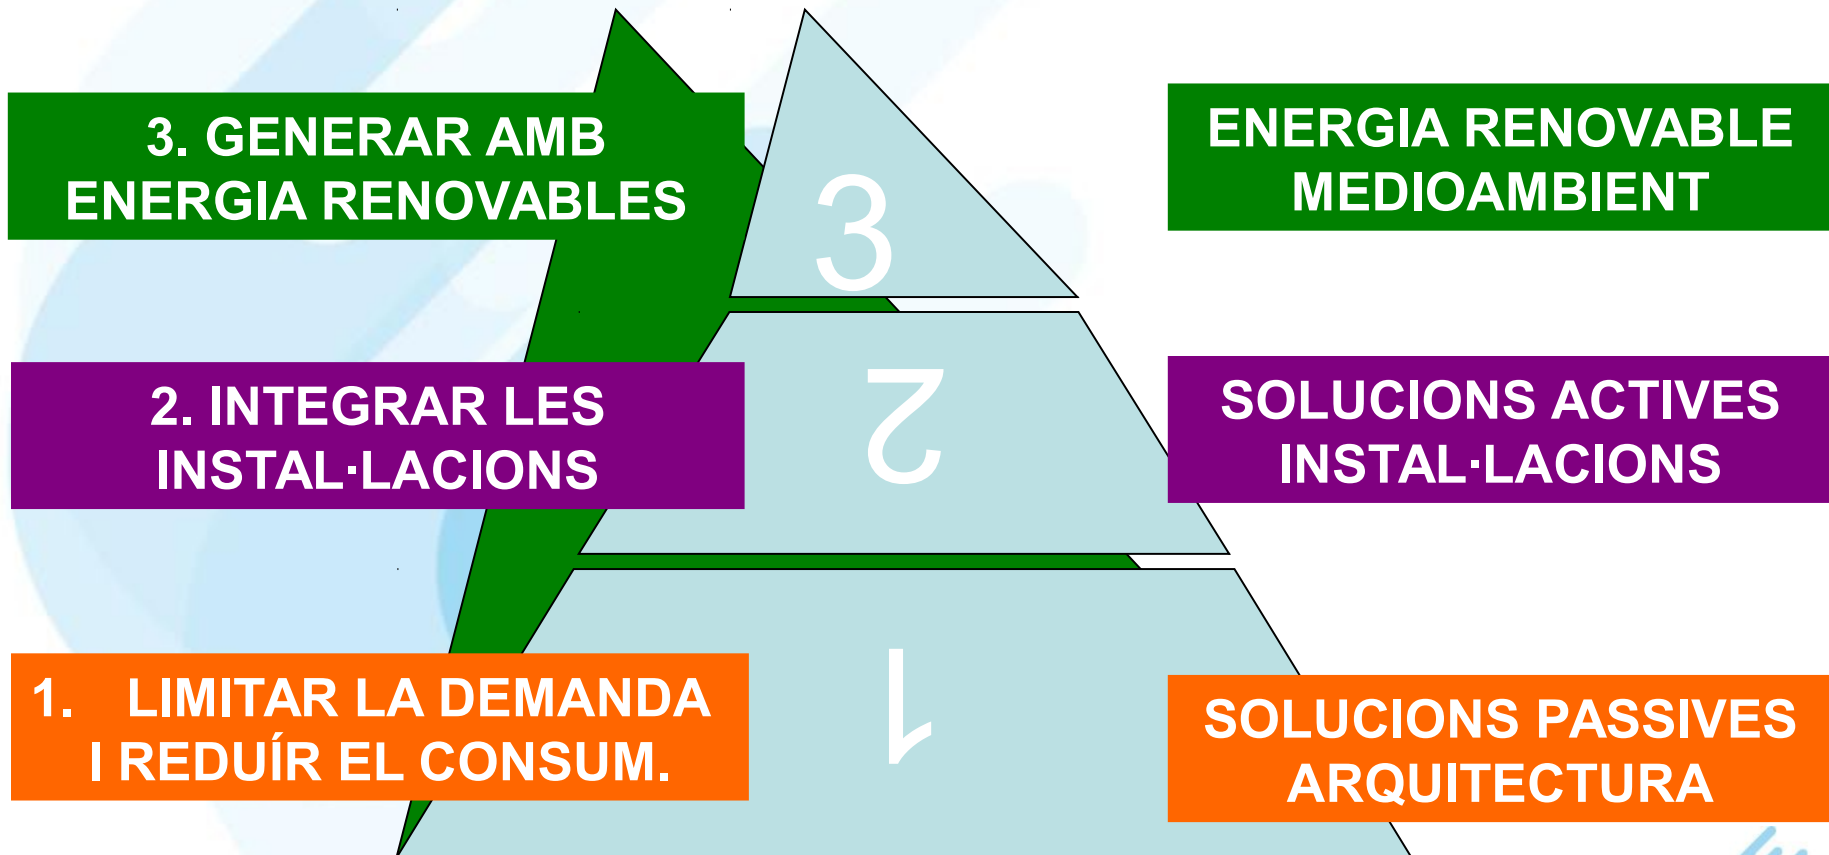 3. GENERAR AMB
ENERGIA RENOVABLES
3
ENERGIA RENOVABLE
MEDIOAMBIENT
2. INTEGRAR LES
INSTAL·LACIONS
2
SOLUCIONS ACTIVES
INSTAL·LACIONS
1. LIMITAR LA DEMANDA
I REDUÍR EL CONSUM.
1
SOLUCIONS PASSIVES
ARQUITECTURA